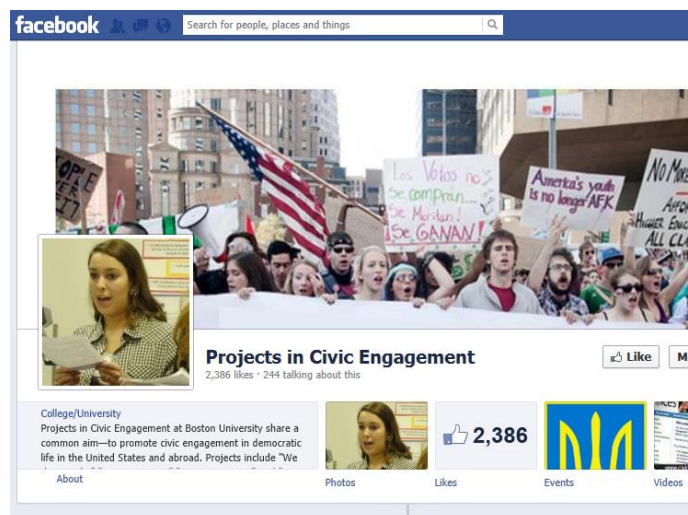 facebook
Search for people, places and things
Los Votos no
se compran...
Se Meritan!
Se GANAN!
America's youth
is no longer AFK
NO MORE
HIGHER EDUC
ALL CLA
Projects in Civic Engagement
2,386 likes · 244 talking about this
Like
M
College/University
Projects in Civic Engagement at Boston University share a
common aim—to promote civic engagement in democratic
life in the United States and abroad. Projects include "We
About
2,386
Photos
Likes
Events
Videos